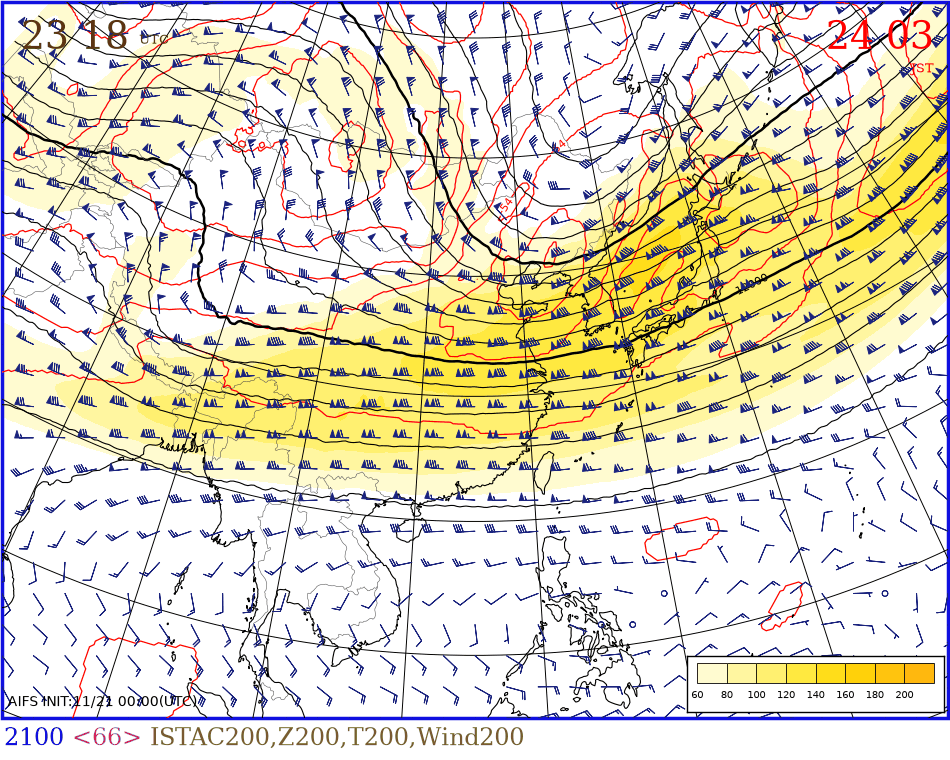 23 18 UTC
24 03
JST
AIFS INIT:11/21 00:00(UTC)
60 80 100 120 140 160 180 200
2100 <66> ISTAC200,Z200,T200,Wind200